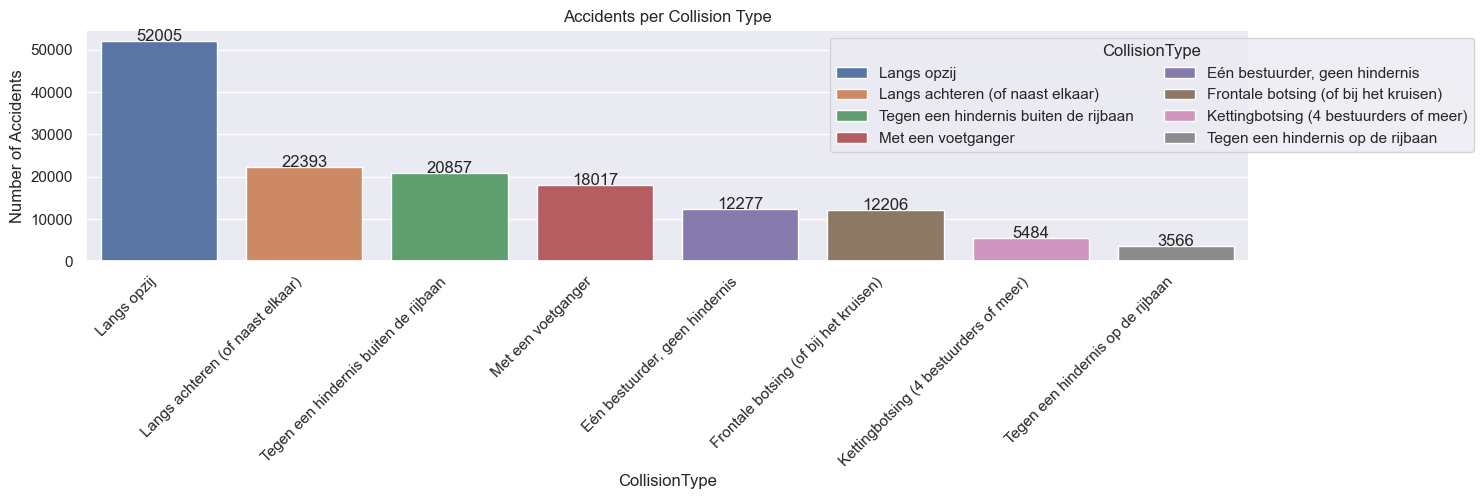 Accidents per Collision Type
Number of Accidents
50000
40000
30000
20000
10000
0
52005
22393
20857
18017
12277
12206
5484
3566
CollisionType
Langs opzij
Langs achteren (of naast elkaar)
Tegen een hindernis buiten de rijbaan
Met een voetganger
Eén bestuurder, geen hindernis
Frontale botsing (of bij het kruisen)
Kettingbotsing (4 bestuurders of meer)
Tegen een hindernis op de rijbaan
Langs opzij
Langs achteren (of naast elkaar)
Tegen een hindernis buiten de rijbaan
Met een voetganger
Eén bestuurder, geen hindernis
Frontale botsing (of bij het kruisen)
Kettingbotsing (4 bestuurders of meer)
Tegen een hindernis op de rijbaan
CollisionType